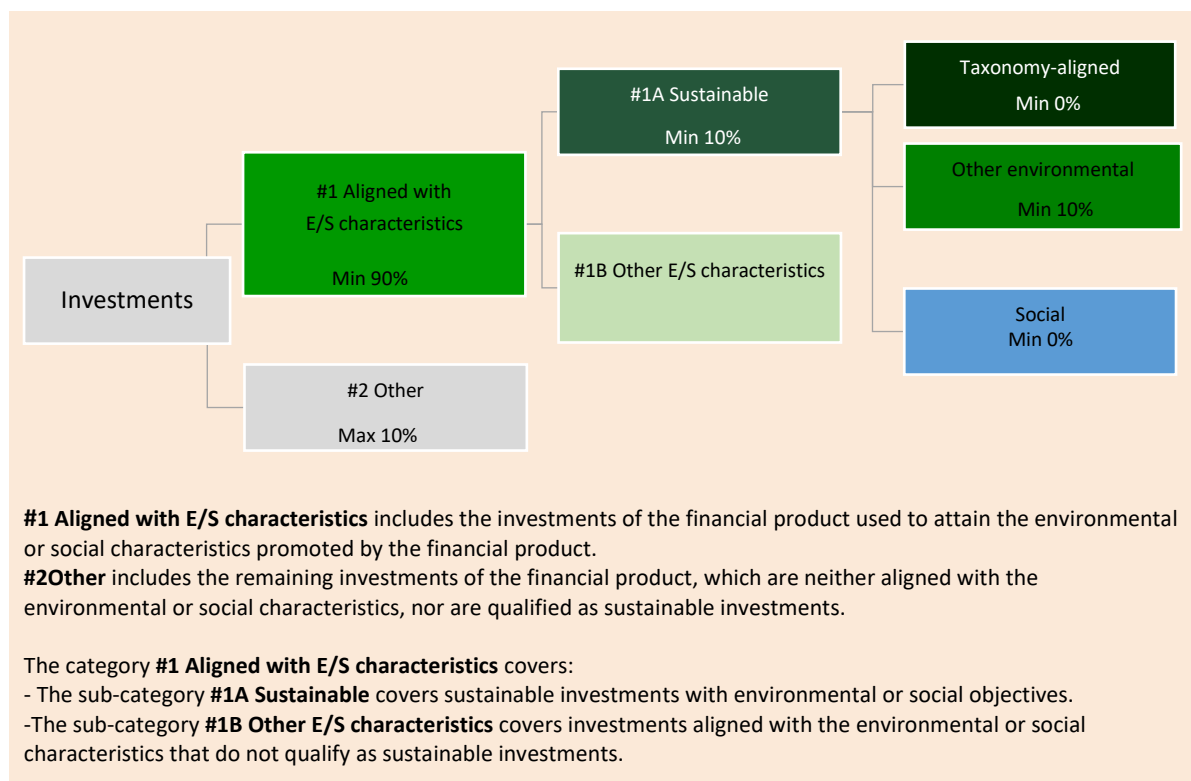 Investments
#1 Aligned with
E/S characteristics
Min 90%
#2 Other
Max 10%
#1A Sustainable
Min 10%
#1B Other E/S characteristics
Taxonomy-aligned
Min 0%
Other environmental
Min 10%
Social
Min 0%
#1 Aligned with E/S characteristics includes the investments of the financial product used to attain the environmental
or social characteristics promoted by the financial product.
#2Other includes the remaining investments of the financial product, which are neither aligned with the
environmental or social characteristics, nor are qualified as sustainable investments.
The category #1 Aligned with E/S characteristics covers:
- The sub-category #1A Sustainable covers sustainable investments with environmental or social objectives.
-The sub-category #1B Other E/S characteristics covers investments aligned with the environmental or social
characteristics that do not qualify as sustainable investments.